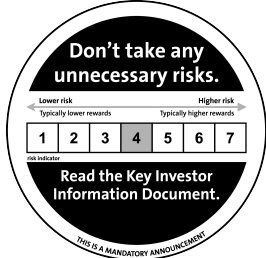 Don't take any
unnecessary risks.
Lower risk Higher risk
Typically lower rewards Typically higher rewards
1 2 3 4 5 6 7
risk indicator
Read the Key Investor
Information Document.
THIS IS A MANDATORY ANNOUNCEMENT